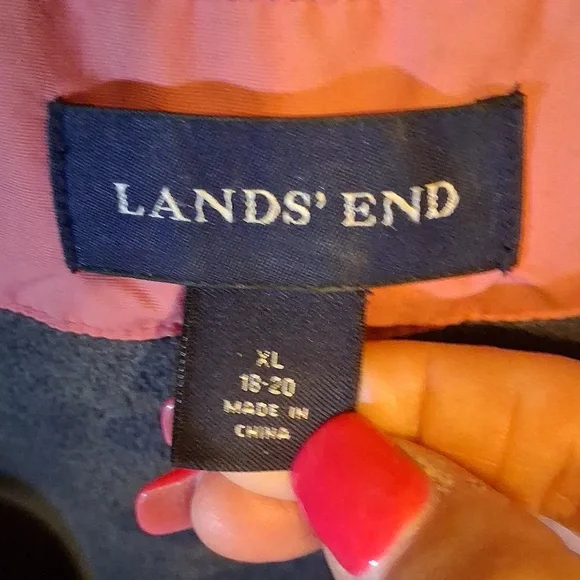 LANDS' END
XL
18-20
MADE IN
CHINA